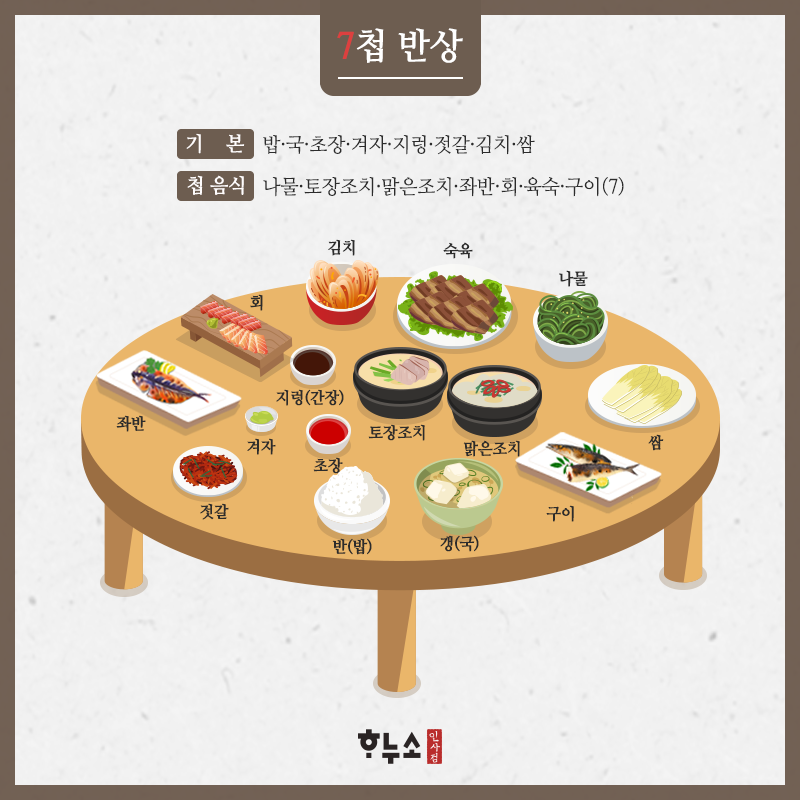 7첩 반상
기 본 밥·국·초장·겨자·지렁·젓갈·김치·쌈
첩 음식 나물·토장조치·맑은조치·좌반·회·육숙·구이(7)
김치
숙육
나물
회
지렁(간장)
토장조치
맑은조치
쌈
좌반
겨자
초장
젓갈
구이
반(밥)
갱(국)
하누소 인사점